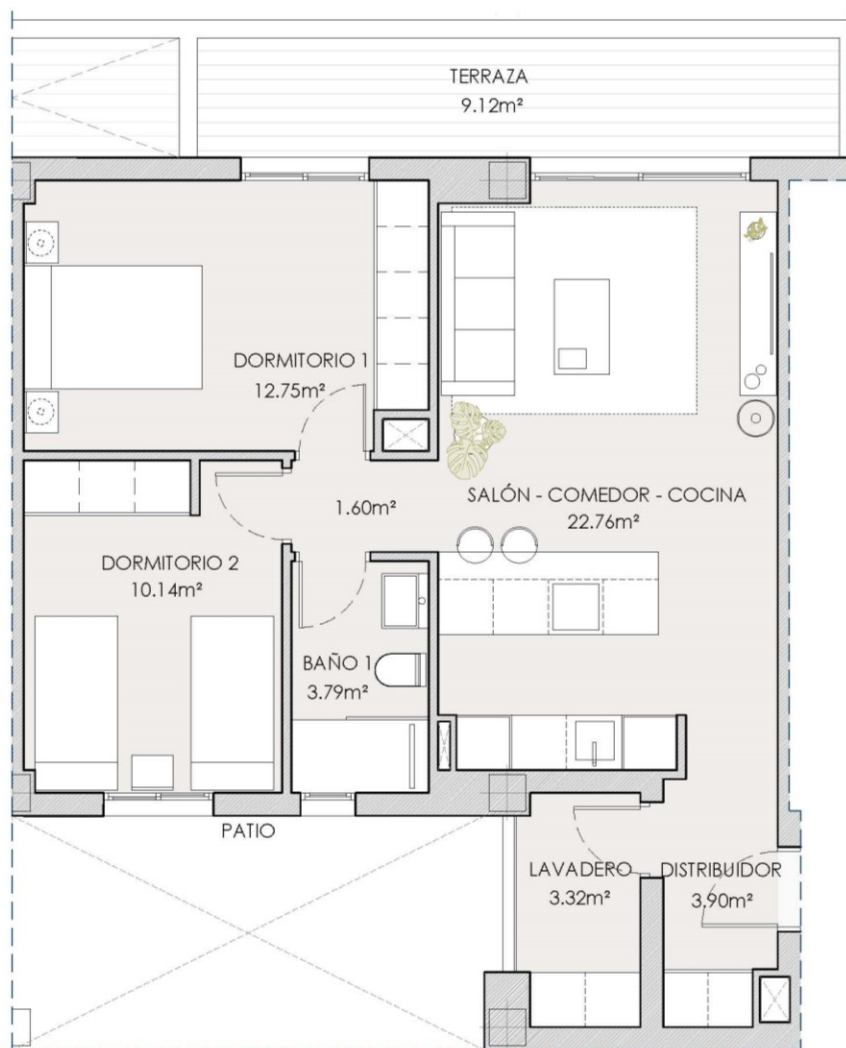 TERRAZA
9.12m²
DORMITORIO 1
12.75m²
1.60m²
SALÓN - COMEDOR - COCINA
22.76m²
DORMITORIO 2
10.14m²
BAÑO 1
3.79m²
PATIO
LAVADERO
3.32m²
DISTRIBUIDOR
3.90m²